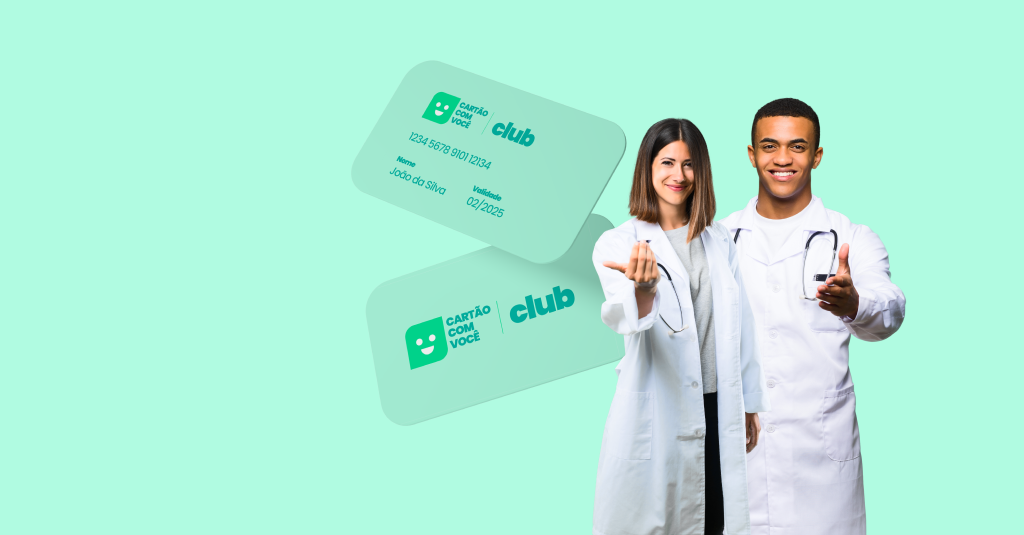 CARTÃO
COM
VOCÊ
club
1234 5678 9101 12134
Nome
João da Silva
Validade
02/2025
CARTÃO
COM
VOCÊ
club